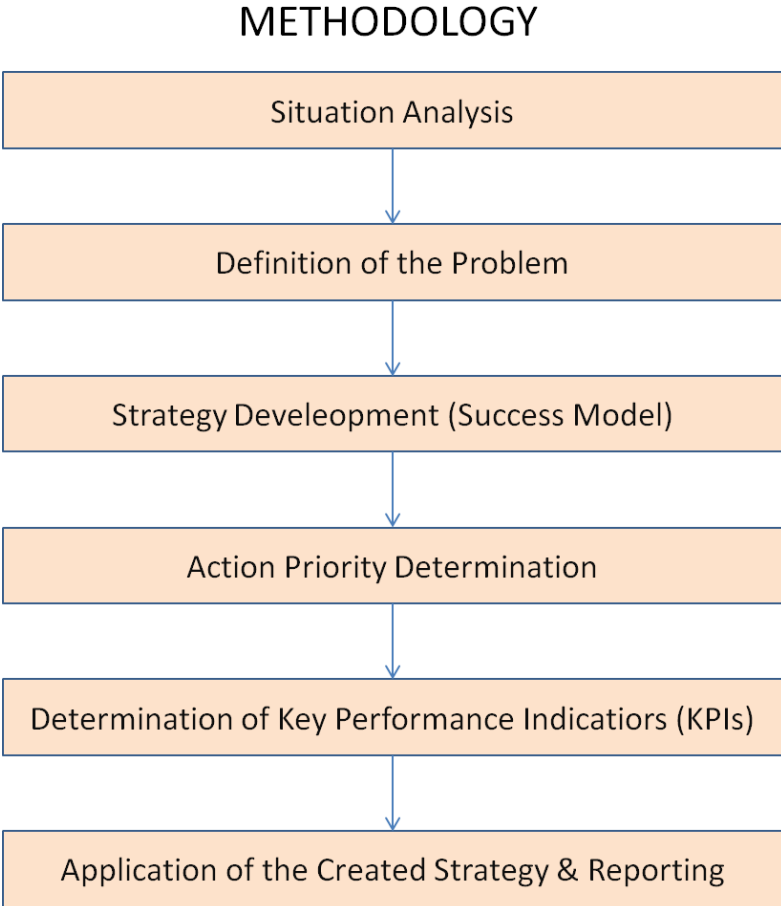 METHODOLOGY
Situation Analysis
Definition of the Problem
Strategy Develeopment (Success Model)
Action Priority Determination
Determination of Key Performance Indicatiors (KPIs)
Application of the Created Strategy & Reporting